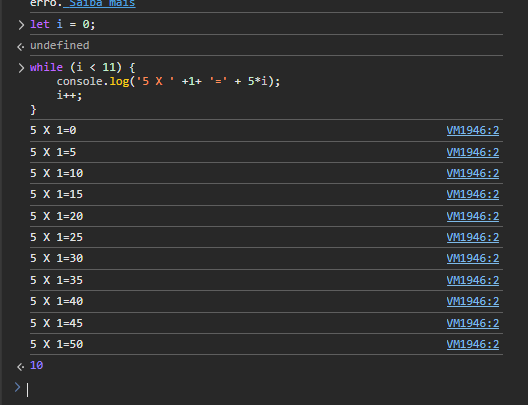 erro. Saiba mais
let i = 0;
undefined
while (i < 11) {
    console.log('5 X ' +1+ '=' + 5*i);
    i++;
}
5 X 1=0 VM1946:2
5 X 1=5 VM1946:2
5 X 1=10 VM1946:2
5 X 1=15 VM1946:2
5 X 1=20 VM1946:2
5 X 1=25 VM1946:2
5 X 1=30 VM1946:2
5 X 1=35 VM1946:2
5 X 1=40 VM1946:2
5 X 1=45 VM1946:2
5 X 1=50 VM1946:2
10